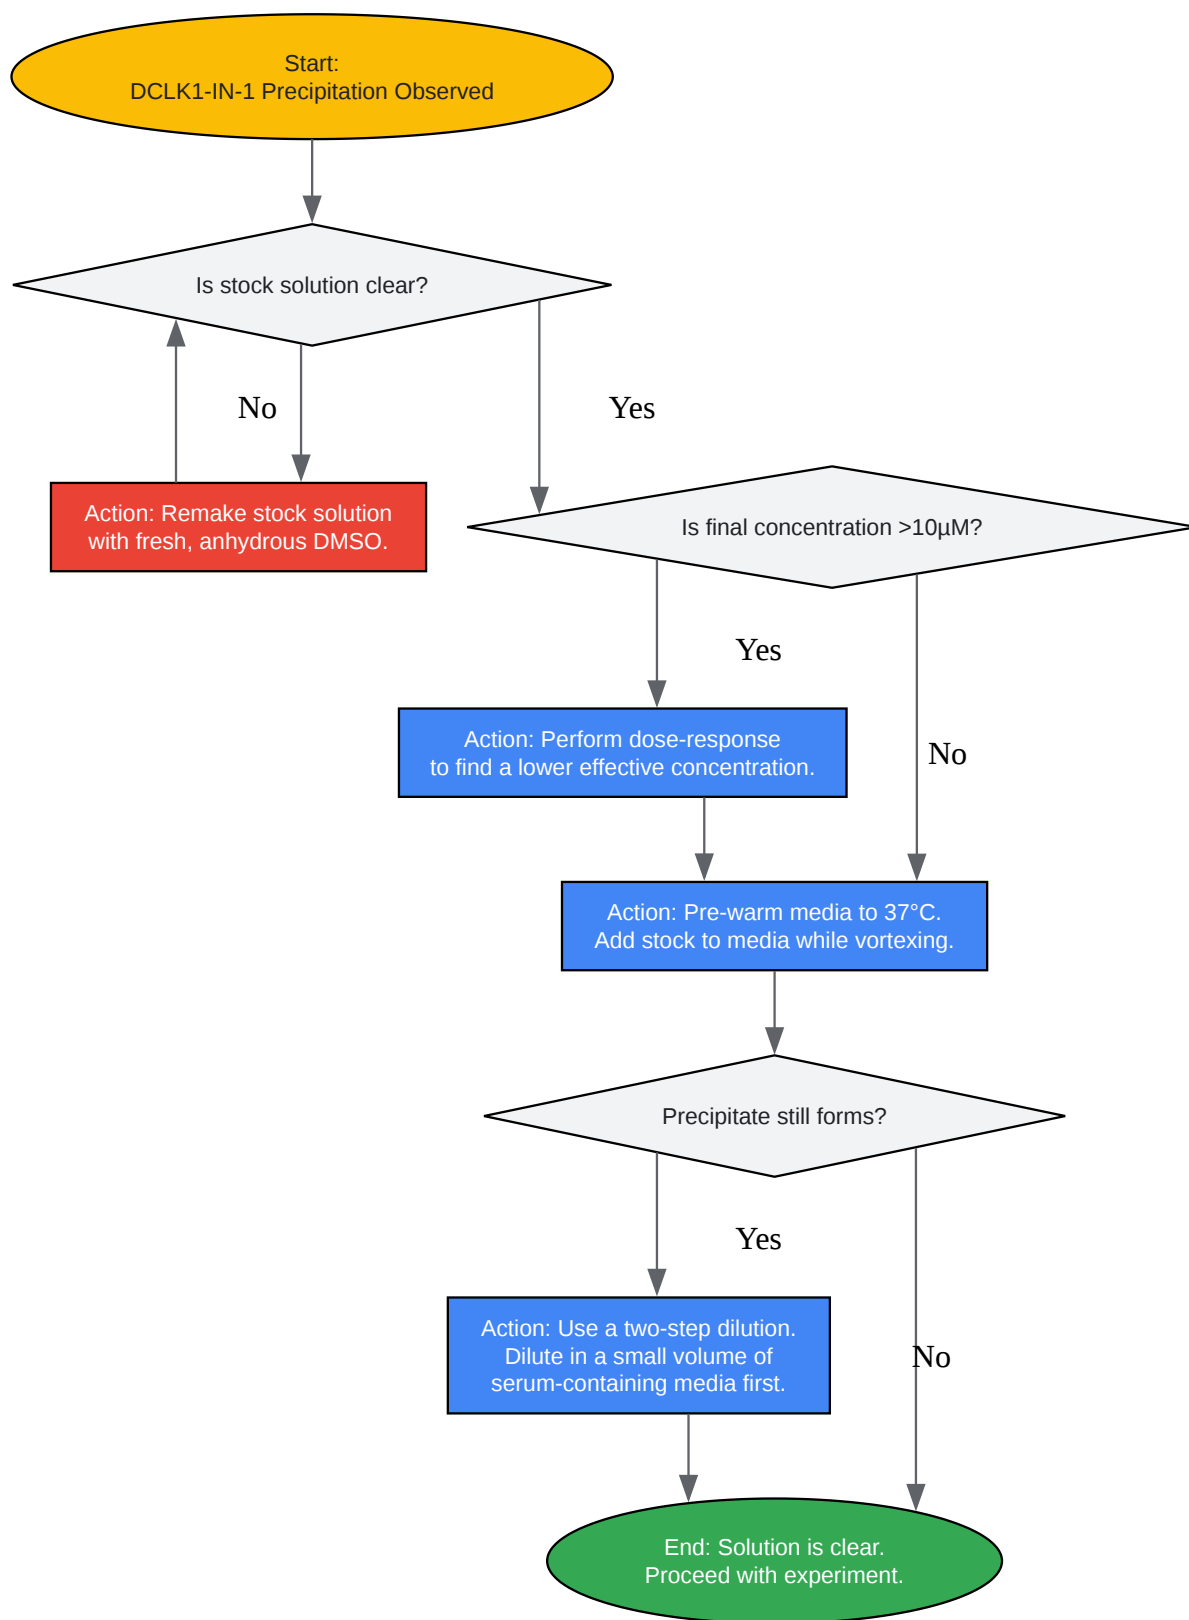 Start:
DCLK1-IN-1 Precipitation Observed
Is stock solution clear?
No
Yes
Action: Remake stock solution
with fresh, anhydrous DMSO.
Is final concentration >10µM?
Yes
No
Action: Perform dose-response
to find a lower effective concentration.
Action: Pre-warm media to 37°C.
Add stock to media while vortexing.
Precipitate still forms?
Yes
No
Action: Use a two-step dilution.
Dilute in a small volume of
serum-containing media first.
End: Solution is clear.
Proceed with experiment.